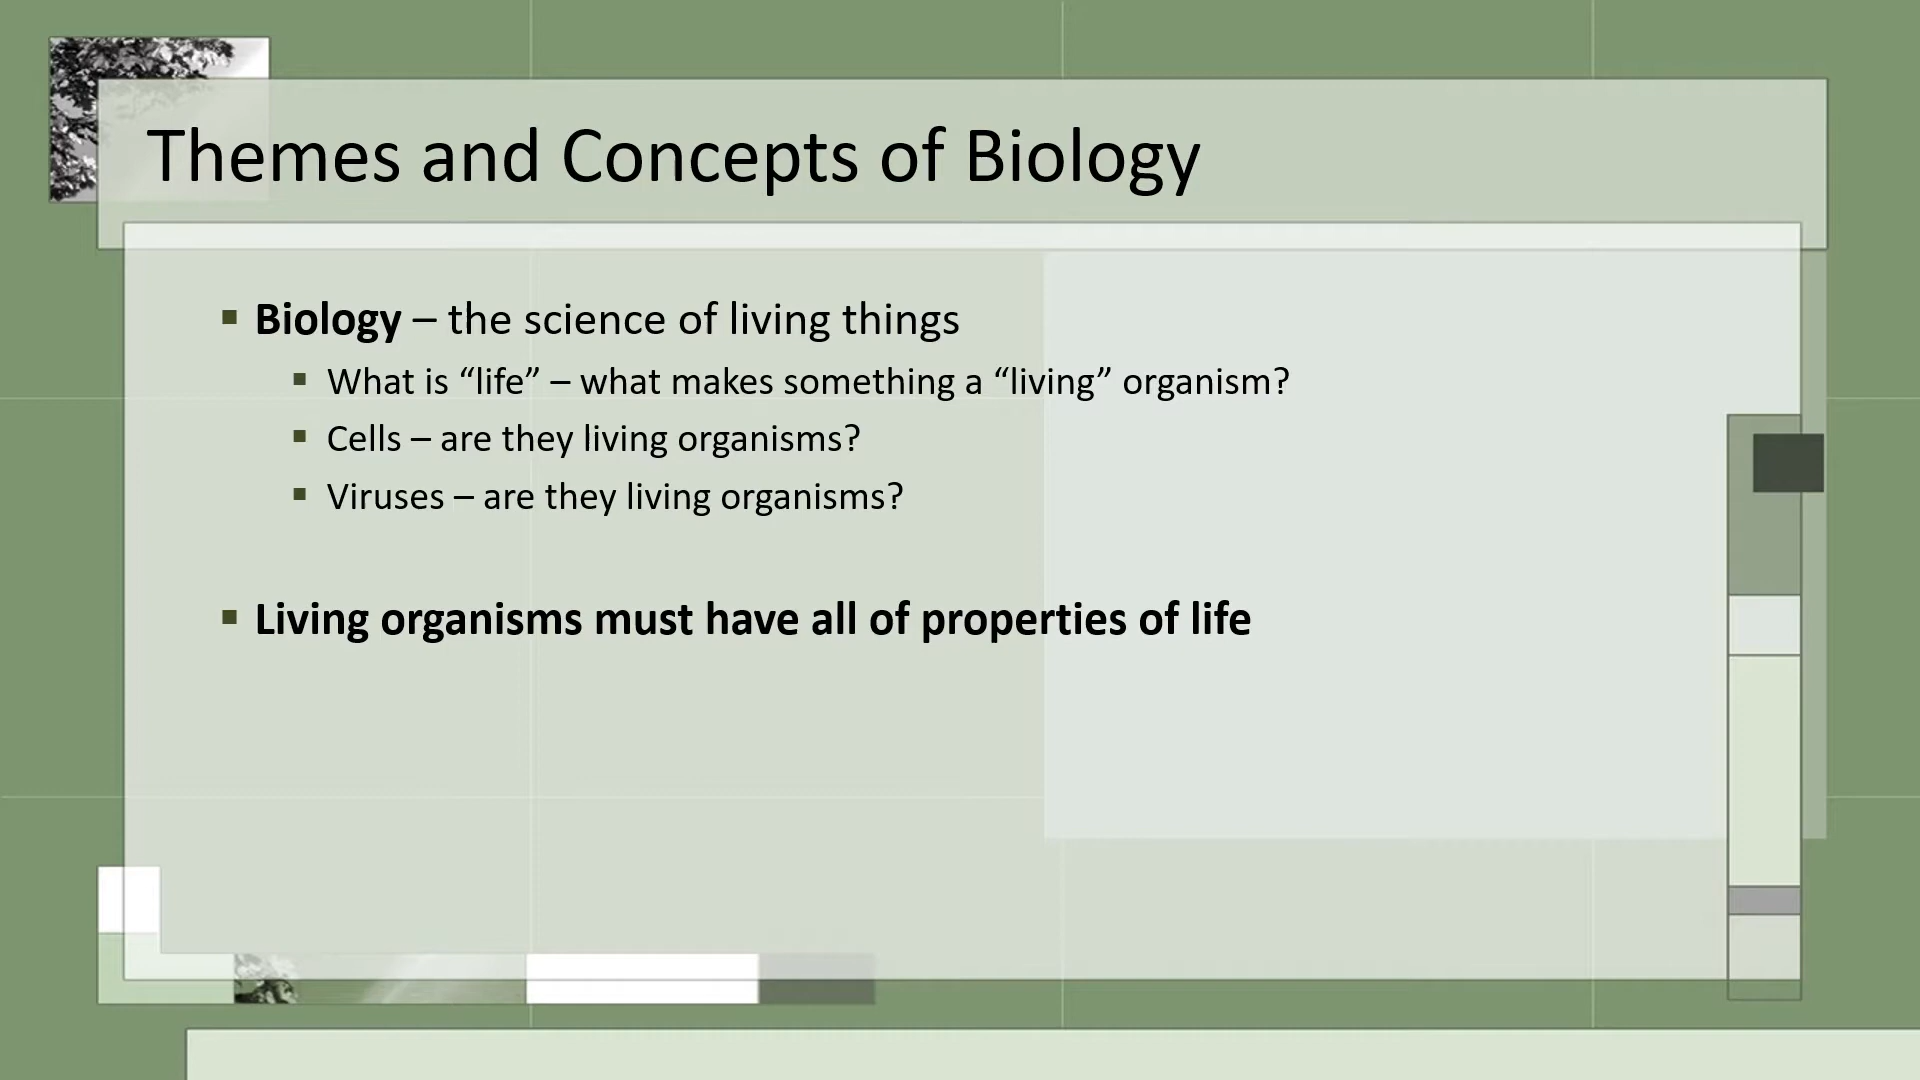 Themes and Concepts of Biology
Biology – the science of living things
What is “life” – what makes something a “living” organism?
Cells – are they living organisms?
Viruses – are they living organisms?
Living organisms must have all of properties of life